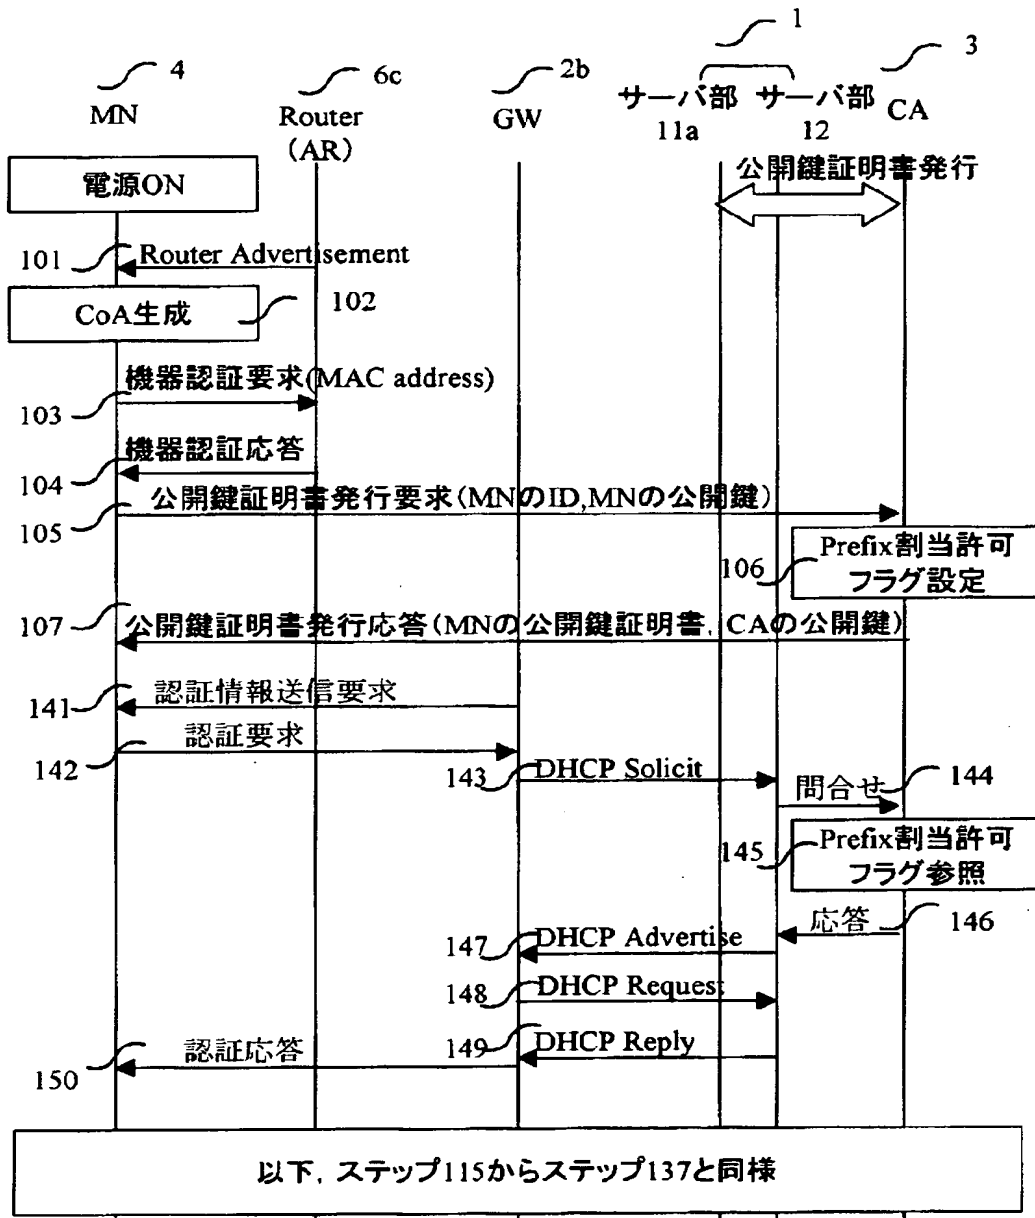 1
4
6c
2b
3
MN
Router
(AR)
GW
サーバ部
11a
サーバ部
12
CA
電源ON
公開鍵証明書発行
101
Router Advertisement
CoA生成
102
機器認証要求(MAC address)
103
機器認証応答
104
公開鍵証明書発行要求(MNのID,MNの公開鍵)
105
106
Prefix割当許可
フラグ設定
107
公開鍵証明書発行応答(MNの公開鍵証明書, CAの公開鍵)
141
認証情報送信要求
142
認証要求
143
DHCP Solicit
問合せ
144
145
Prefix割当許可
フラグ参照
応答
146
147
DHCP Advertise
148
DHCP Request
149
DHCP Reply
150
認証応答
以下, ステップ115からステップ137と同様